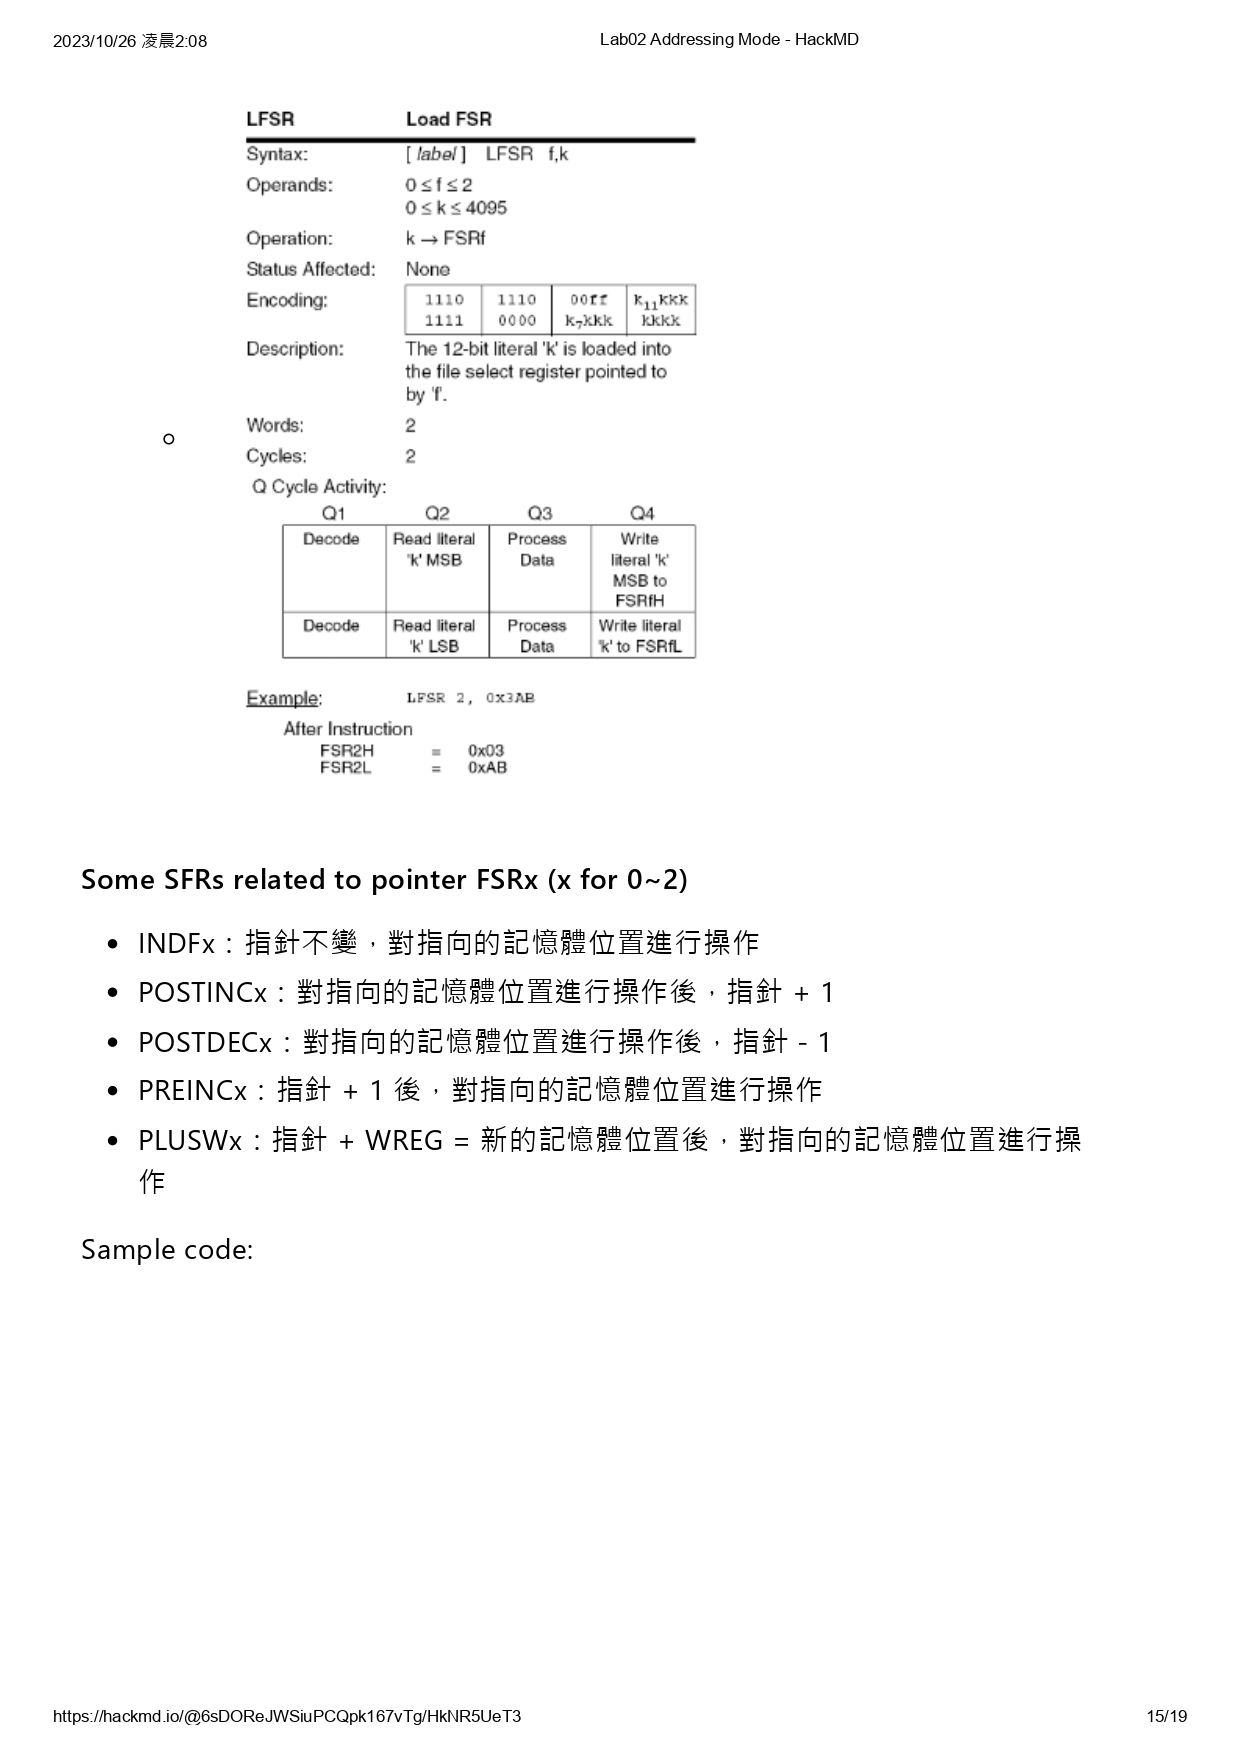 2023/10/26 凌晨2:08
Lab02 Addressing Mode - HackMD
LFSR Load FSR
Syntax: [ label ] LFSR f,k
Operands: 0 ≤ f ≤ 2
0 ≤ k ≤ 4095
Operation: k → FSRf
Status Affected: None
Encoding: 1110 1110 00ff k₁₁kkk
1111 0000 k₇kkk kkkk
Description: The 12-bit literal 'k' is loaded into
the file select register pointed to
by 'f'.
Words: 2
Cycles: 2
Q Cycle Activity:
Q1 Q2 Q3 Q4
Decode Read literal Process Write
'k' MSB Data literal 'k'
MSB to
FSRfH
Decode Read literal Process Write literal
'k' LSB Data 'k' to FSRfL
Example: LFSR 2, 0x3AB
After Instruction
FSR2H = 0x03
FSR2L = 0xAB
Some SFRs related to pointer FSRx (x for 0~2)
INDFx：指針不變，對指向的記憶體位置進行操作
POSTINCx：對指向的記憶體位置進行操作後，指針 + 1
POSTDECx：對指向的記憶體位置進行操作後，指針 - 1
PREINCx：指針 + 1 後，對指向的記憶體位置進行操作
PLUSWx：指針 + WREG = 新的記憶體位置後，對指向的記憶體位置進行操
作
Sample code:
https://hackmd.io/@6sDOReJWSiuPCQpk167vTg/HkNR5UeT3
15/19